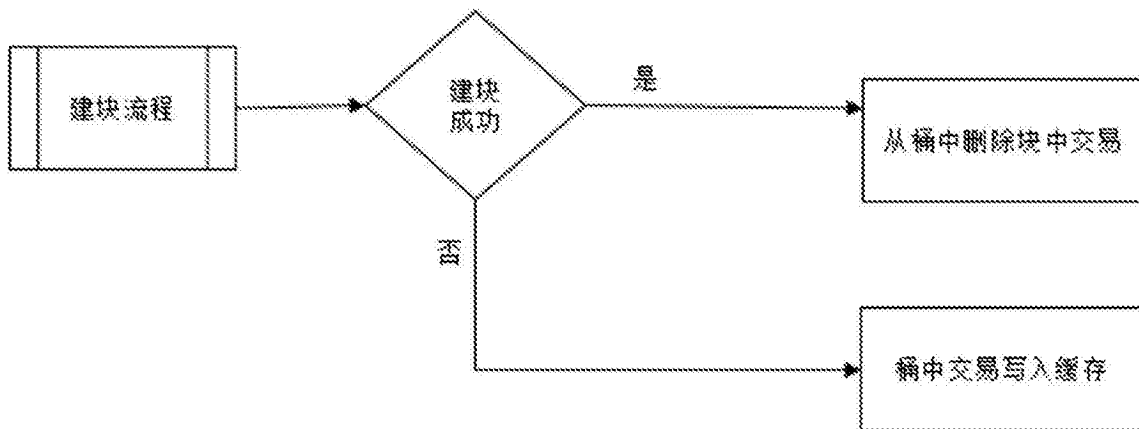 建块流程
建块
成功
是
从桶中删除块中交易
否
桶中交易写入缓存